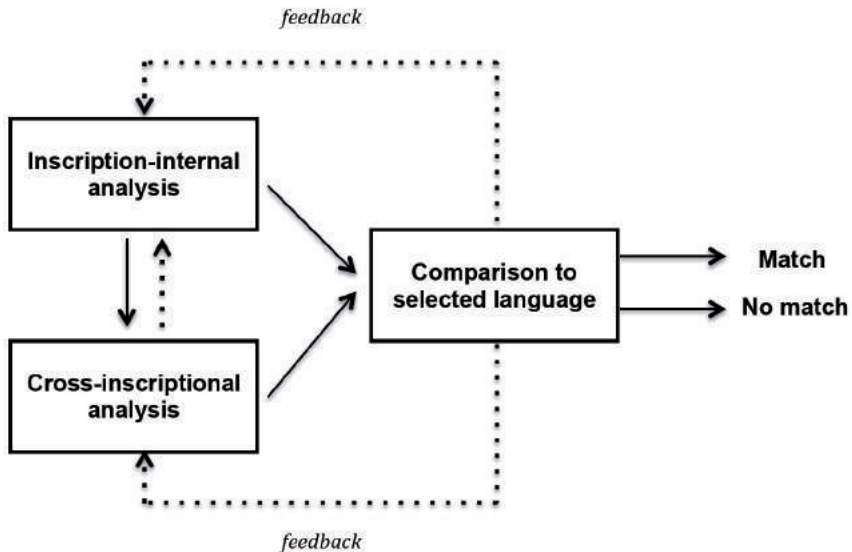 feedback
Inscription-internal
analysis
Comparison to
selected language
Match
No match
Cross-inscriptional
analysis
feedback